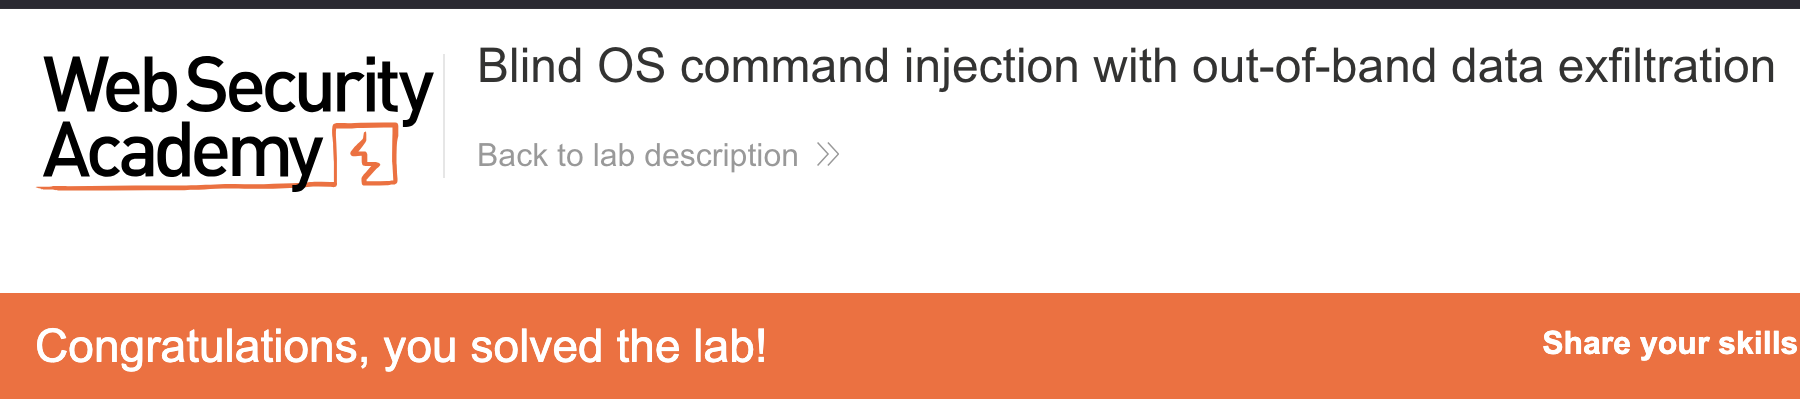 Web Security
Academy
Blind OS command injection with out-of-band data exfiltration
Back to lab description
Congratulations, you solved the lab!
Share your skills